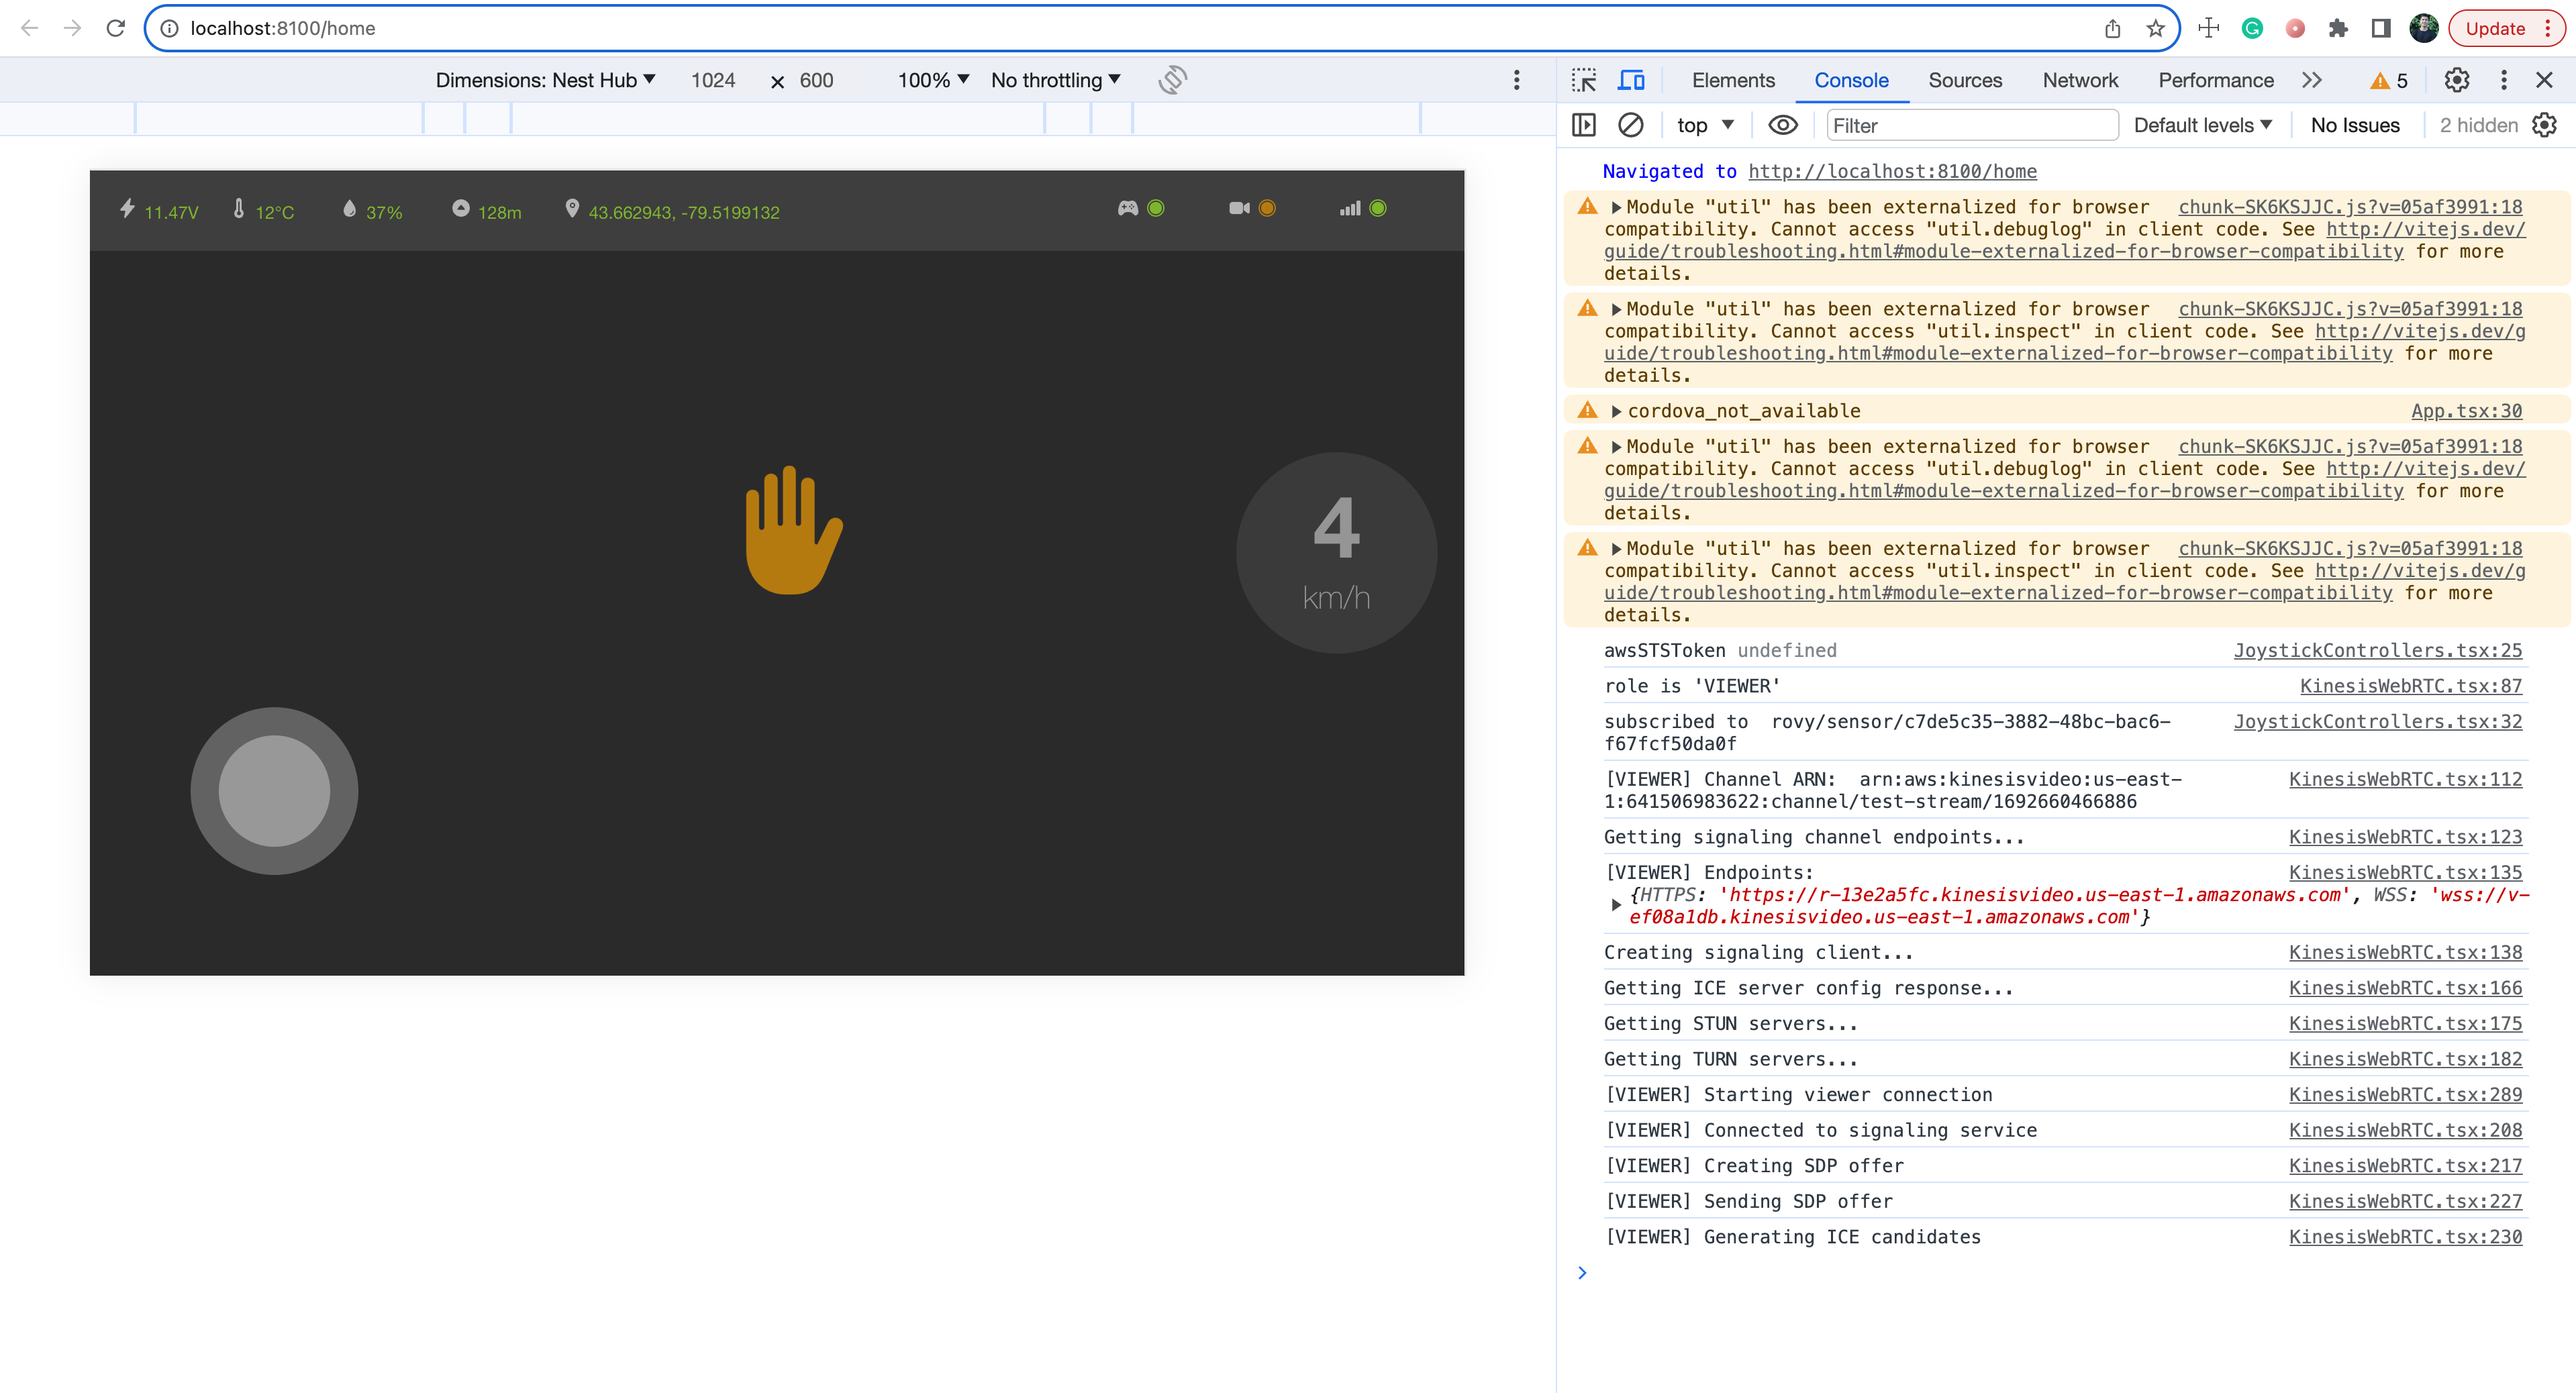 localhost:8100/home
Update
Dimensions: Nest Hub
1024 × 600
100%
No throttling
Elements
Console
Sources
Network
Performance
5
top
Filter
Default levels
No Issues
2 hidden
11.47V
12°C
37%
128m
43.662943, -79.5199132
4
km/h
Navigated to http://localhost:8100/home
Module "util" has been externalized for browser chunk-SK6KSJJC.js?v=05af3991:18
compatibility. Cannot access "util.debuglog" in client code. See http://vitejs.dev/
guide/troubleshooting.html#module-externalized-for-browser-compatibility for more
details.
Module "util" has been externalized for browser chunk-SK6KSJJC.js?v=05af3991:18
compatibility. Cannot access "util.inspect" in client code. See http://vitejs.dev/g
uide/troubleshooting.html#module-externalized-for-browser-compatibility for more
details.
cordova_not_available App.tsx:30
Module "util" has been externalized for browser chunk-SK6KSJJC.js?v=05af3991:18
compatibility. Cannot access "util.debuglog" in client code. See http://vitejs.dev/
guide/troubleshooting.html#module-externalized-for-browser-compatibility for more
details.
Module "util" has been externalized for browser chunk-SK6KSJJC.js?v=05af3991:18
compatibility. Cannot access "util.inspect" in client code. See http://vitejs.dev/g
uide/troubleshooting.html#module-externalized-for-browser-compatibility for more
details.
awsSTSToken undefined JoystickControllers.tsx:25
role is 'VIEWER' KinesisWebRTC.tsx:87
subscribed to rovy/sensor/c7de5c35-3882-48bc-bac6- JoystickControllers.tsx:32
f67fcf50da0f
[VIEWER] Channel ARN: arn:aws:kinesisvideo:us-east- KinesisWebRTC.tsx:112
1:641506983622:channel/test-stream/1692660466886
Getting signaling channel endpoints... KinesisWebRTC.tsx:123
[VIEWER] Endpoints: KinesisWebRTC.tsx:135
{HTTPS: 'https://r-13e2a5fc.kinesisvideo.us-east-1.amazonaws.com', WSS: 'wss://v-
ef08a1db.kinesisvideo.us-east-1.amazonaws.com'}
Creating signaling client... KinesisWebRTC.tsx:138
Getting ICE server config response... KinesisWebRTC.tsx:166
Getting STUN servers... KinesisWebRTC.tsx:175
Getting TURN servers... KinesisWebRTC.tsx:182
[VIEWER] Starting viewer connection KinesisWebRTC.tsx:289
[VIEWER] Connected to signaling service KinesisWebRTC.tsx:208
[VIEWER] Creating SDP offer KinesisWebRTC.tsx:217
[VIEWER] Sending SDP offer KinesisWebRTC.tsx:227
[VIEWER] Generating ICE candidates KinesisWebRTC.tsx:230